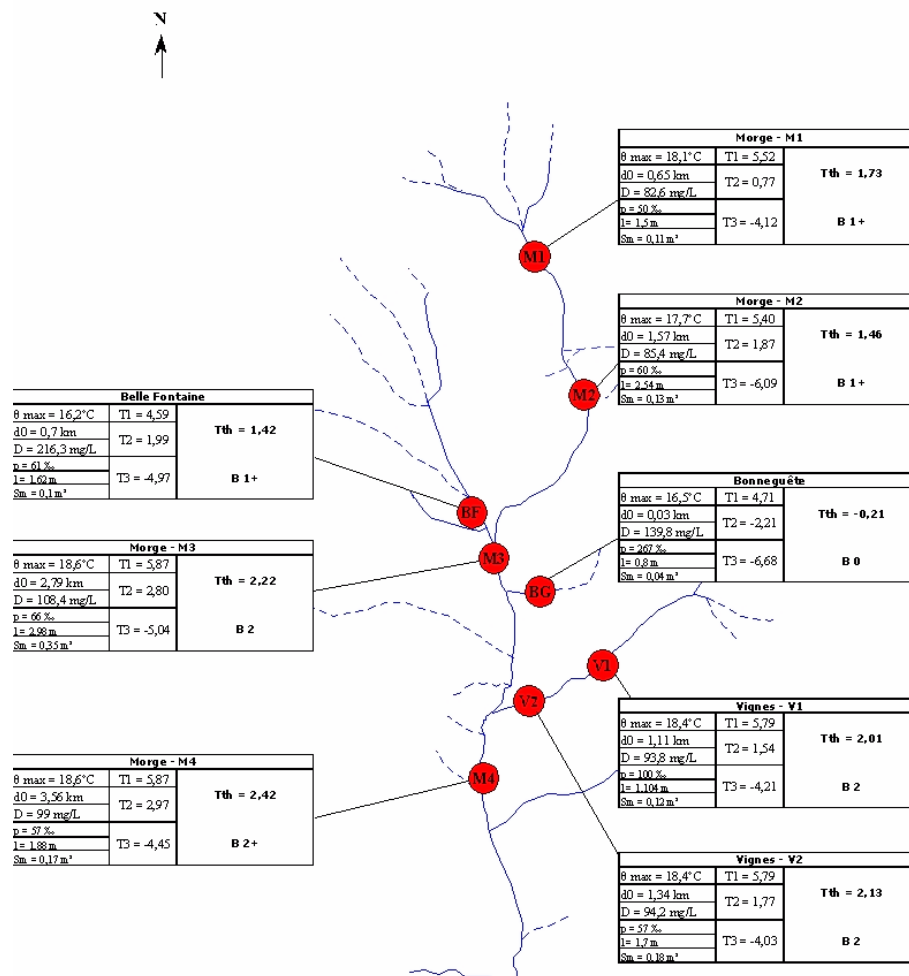 N
Morge - M1
θ max = 18,1°C T1 = 5,52
d0 = 0,65 km
D = 82,6 mg/L
T2 = 0,77
Tth = 1,73
p = 50 ‰
l = 1,5 m
Sm = 0,11 m²
T3 = -4,12
B 1+
M1
Morge - M2
θ max = 17,7°C T1 = 5,40
d0 = 1,57 km
D = 85,4 mg/L
T2 = 1,87
Tth = 1,46
p = 60 ‰
l = 2,54 m
Sm = 0,13 m²
T3 = -6,09
B 1+
M2
Belle Fontaine
θ max = 16,2°C T1 = 4,59
d0 = 0,7 km
D = 216,3 mg/L
T2 = 1,99
Tth = 1,42
p = 61 ‰
l = 1,62 m
Sm = 0,1 m²
T3 = -4,97
B 1+
BF
Bonneguête
θ max = 16,5°C T1 = 4,71
d0 = 0,03 km
D = 139,8 mg/L
T2 = -2,21
Tth = -0,21
p = 267 ‰
l = 0,8 m
Sm = 0,04 m²
T3 = -6,68
B 0
BG
Morge - M3
θ max = 18,6°C T1 = 5,87
d0 = 2,79 km
D = 108,4 mg/L
T2 = 2,80
Tth = 2,22
p = 66 ‰
l = 2,98 m
Sm = 0,35 m²
T3 = -5,04
B 2
M3
V1
V2
Vignes - V1
θ max = 18,4°C T1 = 5,79
d0 = 1,11 km
D = 93,8 mg/L
T2 = 1,54
Tth = 2,01
p = 100 ‰
l = 1,104 m
Sm = 0,12 m²
T3 = -4,21
B 2
Morge - M4
θ max = 18,6°C T1 = 5,87
d0 = 3,56 km
D = 99 mg/L
T2 = 2,97
Tth = 2,42
p = 57 ‰
l = 1,88 m
Sm = 0,17 m²
T3 = -4,45
B 2+
M4
Vignes - V2
θ max = 18,4°C T1 = 5,79
d0 = 1,34 km
D = 94,2 mg/L
T2 = 1,77
Tth = 2,13
p = 57 ‰
l = 1,7 m
Sm = 0,18 m²
T3 = -4,03
B 2